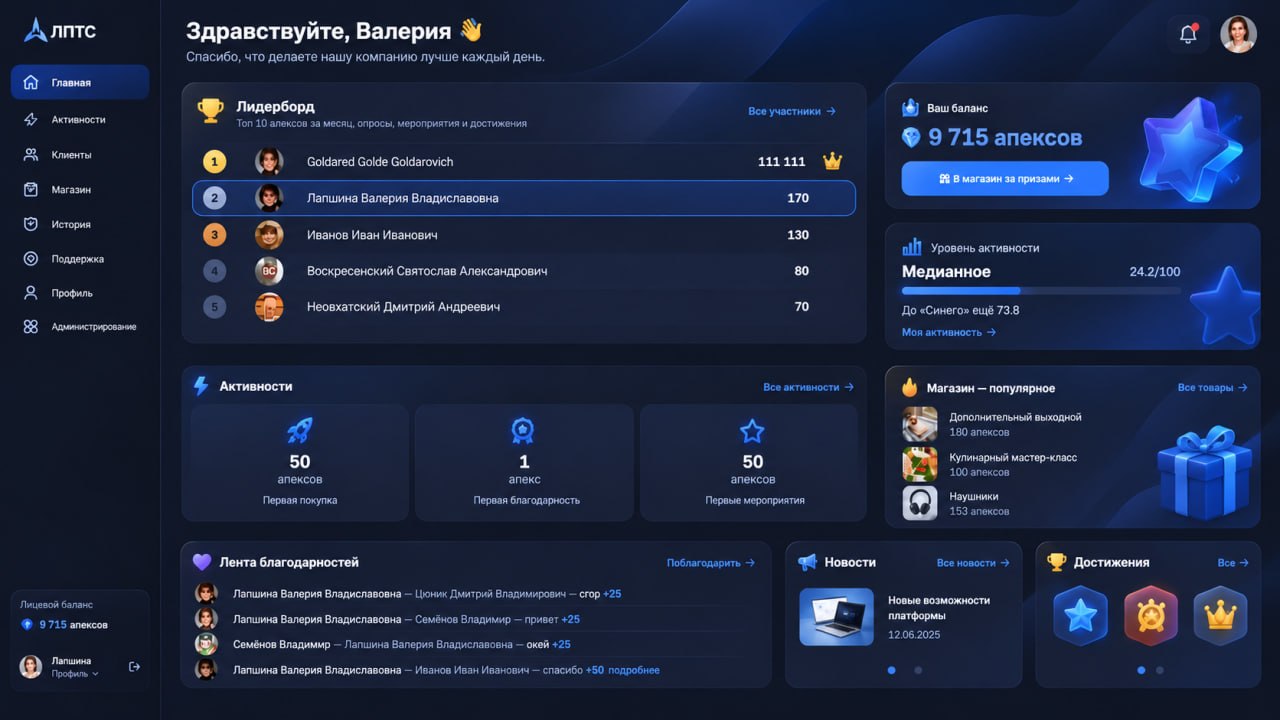 ЛПТС
Главная
Активности
Клиенты
Магазин
История
Поддержка
Профиль
Администрирование
Лицевой баланс
9 715 апексов
Лапшина
Профиль
Здравствуйте, Валерия
Спасибо, что делаете нашу компанию лучше каждый день.
Лидерборд
Топ 10 алексов за месяц, опросы, мероприятия и достижения
Все участники →
1 Goldared Golde Goldarovich 111 111
2 Лапшина Валерия Владиславовна 170
3 Иванов Иван Иванович 130
4 ВС Воскресенский Святослав Александрович 80
5 Неовхатский Дмитрий Андреевич 70
Ваш баланс
9 715 апексов
В магазин за призами →
Уровень активности
Медианное 24.2/100
До «Синего» ещё 73.8
Моя активность →
Активности
Все активности →
50
апексов
Первая покупка
1
апекс
Первая благодарность
50
апексов
Первые мероприятия
Магазин — популярное
Все товары →
Дополнительный выходной
180 апексов
Кулинарный мастер-класс
100 апексов
Наушники
153 апексов
Лента благодарностей
Поблагодарить →
Лапшина Валерия Владиславовна — Цюник Дмитрий Владимирович — сгор +25
Лапшина Валерия Владиславовна — Семёнов Владимир — привет +25
Семёнов Владиммр — Лапшина Валерия Владиславовна — окей +25
Лапшина Валерия Владиславовна — Иванов Иван Иванович — спасибо +50 подробнее
Новости
Все новости →
Новые возможности
платформы
12.06.2025
Достижения
Все →